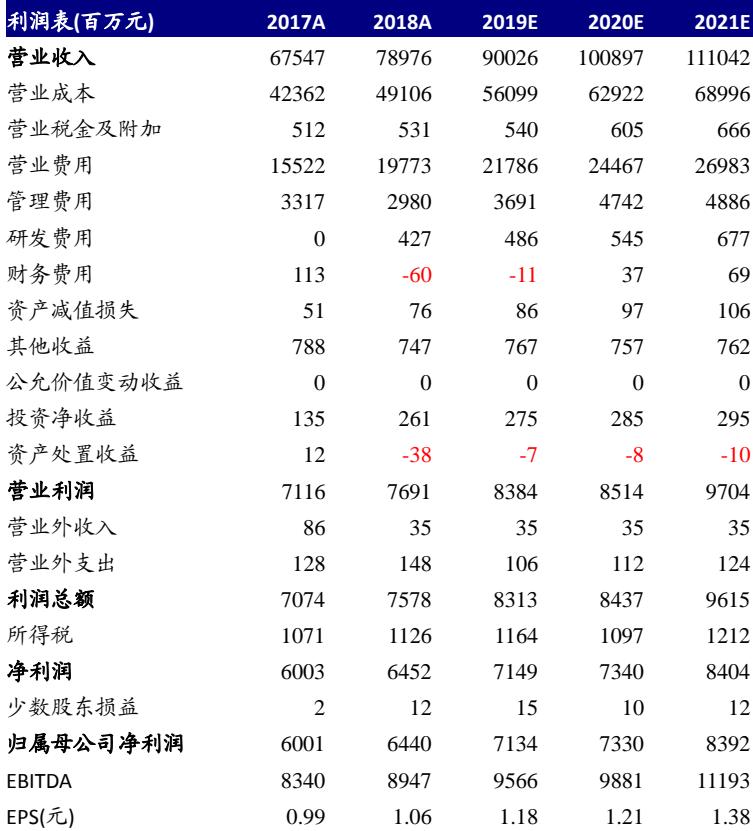 利润表(百万元) 2017A 2018A 2019E 2020E 2021E
营业收入 67547 78976 90026 100897 111042
营业成本 42362 49106 56099 62922 68996
营业税金及附加 512 531 540 605 666
营业费用 15522 19773 21786 24467 26983
管理费用 3317 2980 3691 4742 4886
研发费用 0 427 486 545 677
财务费用 113 -60 -11 37 69
资产减值损失 51 76 86 97 106
其他收益 788 747 767 757 762
公允价值变动收益 0 0 0 0 0
投资净收益 135 261 275 285 295
资产处置收益 12 -38 -7 -8 -10
营业利润 7116 7691 8384 8514 9704
营业外收入 86 35 35 35 35
营业外支出 128 148 106 112 124
利润总额 7074 7578 8313 8437 9615
所得税 1071 1126 1164 1097 1212
净利润 6003 6452 7149 7340 8404
少数股东损益 2 12 15 10 12
归属母公司净利润 6001 6440 7134 7330 8392
EBITDA 8340 8947 9566 9881 11193
EPS(元) 0.99 1.06 1.18 1.21 1.38